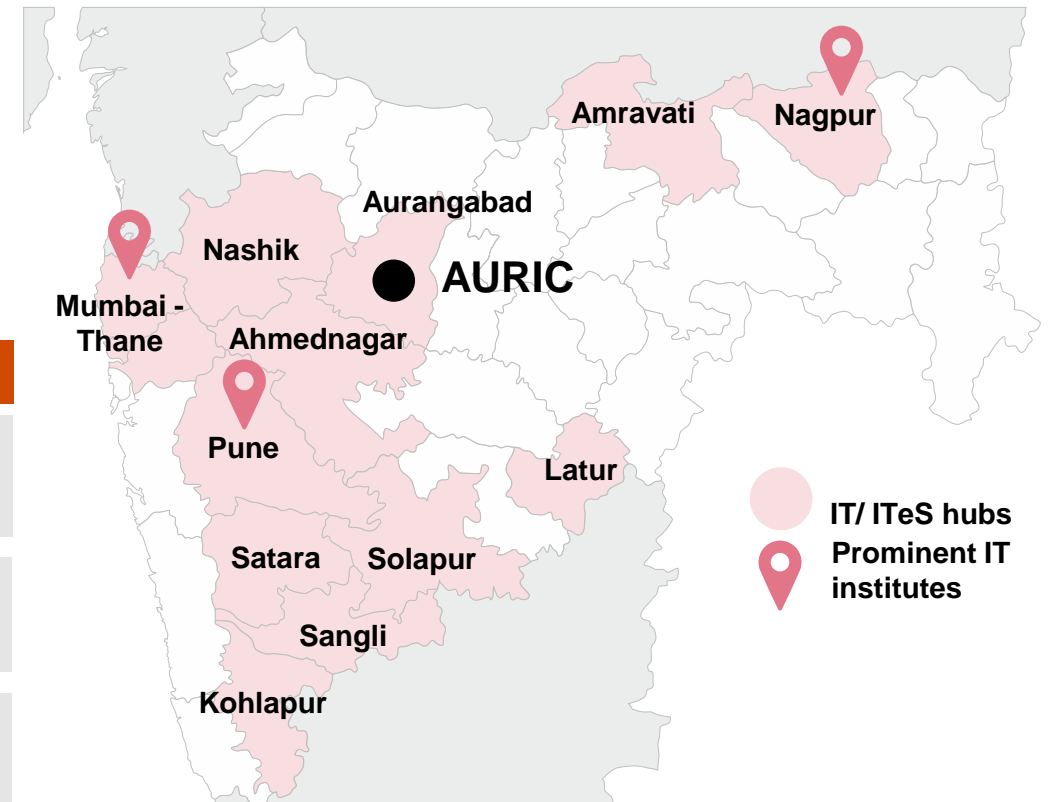 Amravati
Nagpur
Aurangabad
Nashik
AURIC
Mumbai -
Thane
Ahmednagar
Pune
Latur
IT/ ITeS hubs
Prominent IT
institutes
Satara
Solapur
Sangli
Kohlapur